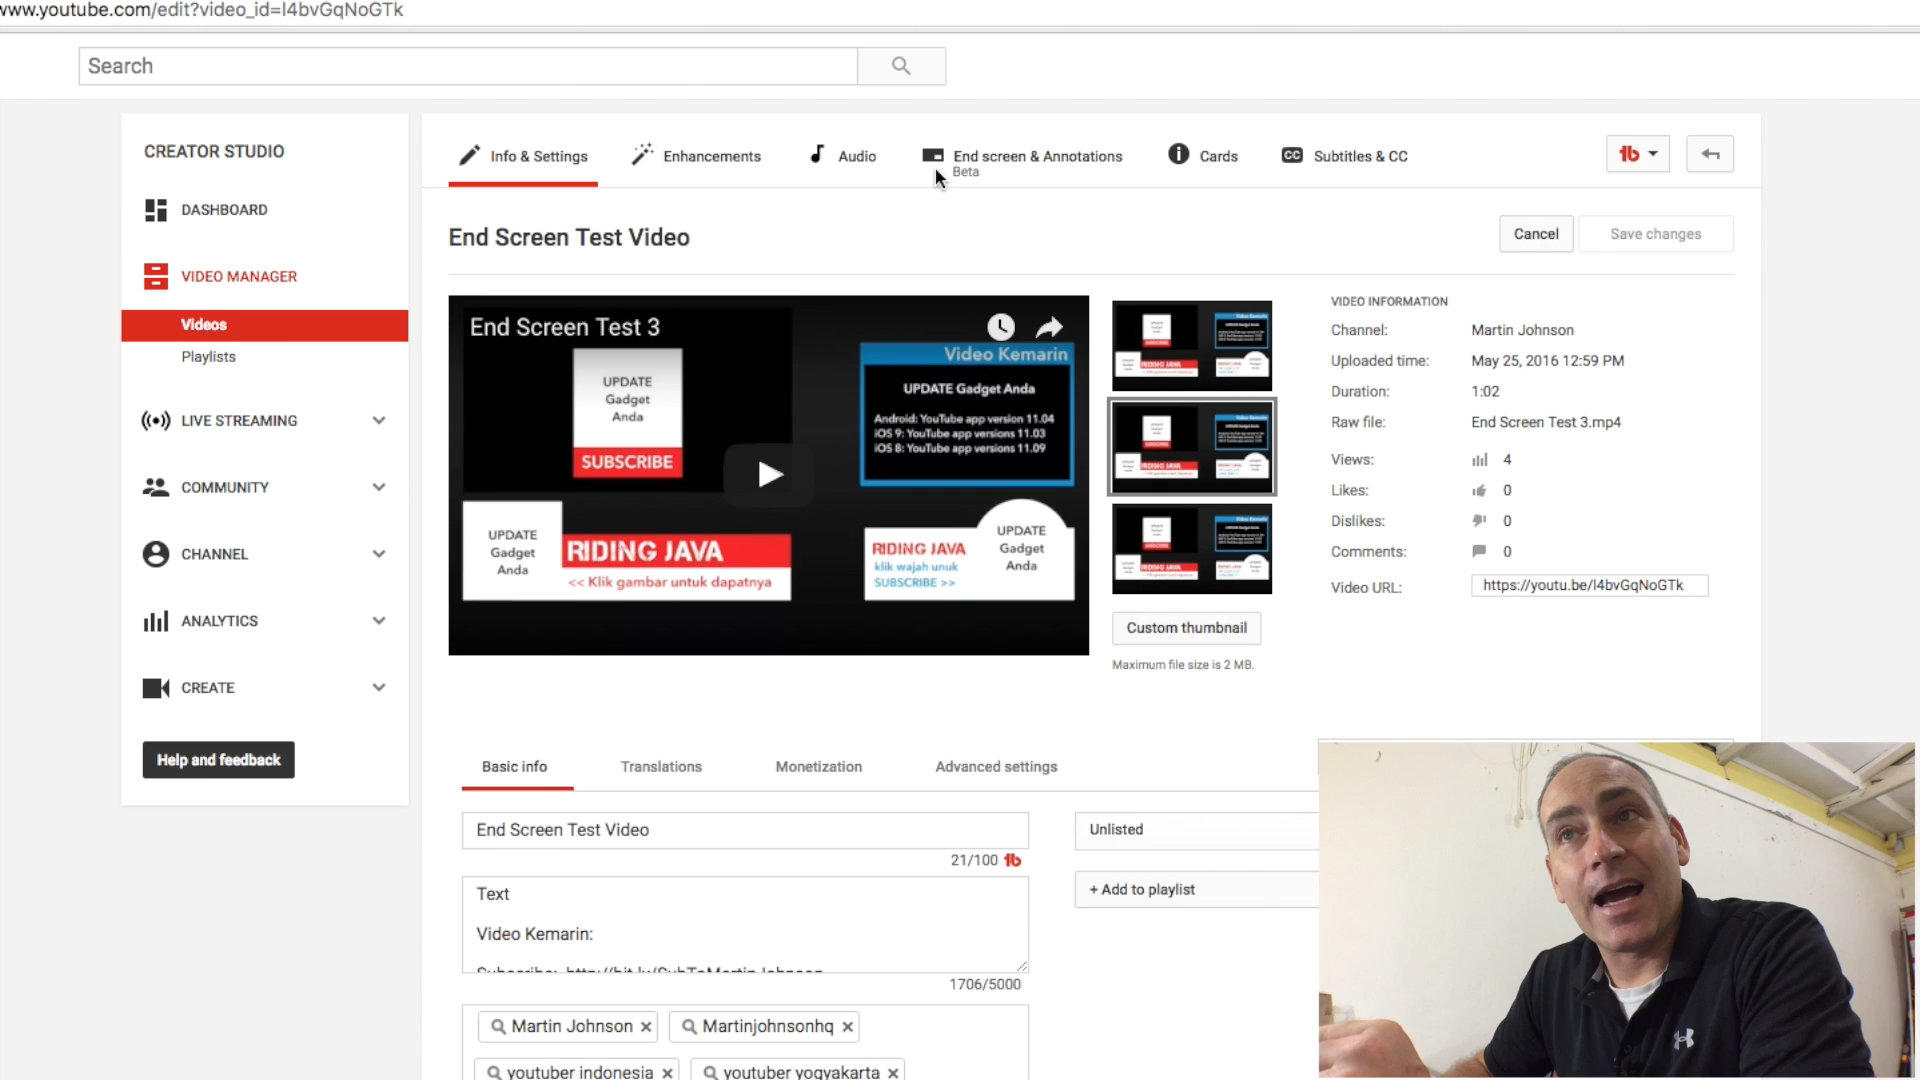 www.youtube.com/edit?video_id=l4bvGqNoGTk
Search
CREATOR STUDIO
DASHBOARD
VIDEO MANAGER
Videos
Playlists
LIVE STREAMING
COMMUNITY
CHANNEL
ANALYTICS
CREATE
Help and feedback
Info & Settings
Enhancements
Audio
End screen & Annotations
Beta
Cards
CC Subtitles & CC
End Screen Test Video
Cancel
Save changes
End Screen Test 3
UPDATE
Gadget
Anda
SUBSCRIBE
Video Kemarin
UPDATE Gadget Anda
Android: YouTube app version 11.04
iOS 9: YouTube app versions 11.03
iOS 8: YouTube app versions 11.09
UPDATE
Gadget
Anda
RIDING JAVA
<< Klik gambar untuk dapatnya
RIDING JAVA
klik wajah unuk
SUBSCRIBE >>
UPDATE
Gadget
Anda
Custom thumbnail
Maximum file size is 2 MB.
VIDEO INFORMATION
Channel: Martin Johnson
Uploaded time: May 25, 2016 12:59 PM
Duration: 1:02
Raw file: End Screen Test 3.mp4
Views: 4
Likes: 0
Dislikes: 0
Comments: 0
Video URL: https://youtu.be/l4bvGqNoGTk
Basic info
Translations
Monetization
Advanced settings
End Screen Test Video
21/100
Text
Video Kemarin:
Subscribe: http://bit.ly/SubToMartinJohnson
1706/5000
Unlisted
+ Add to playlist
Martin Johnson ×
Martinjohnsonhq ×
youtuber indonesia ×
youtuber yogyakarta ×